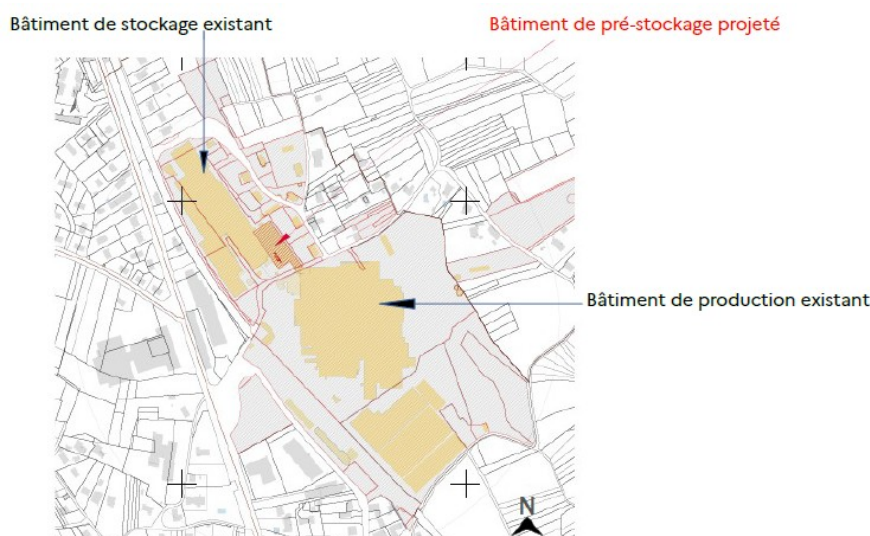 Bâtiment de stockage existant
Bâtiment de pré-stockage projeté
Bâtiment de production existant
N